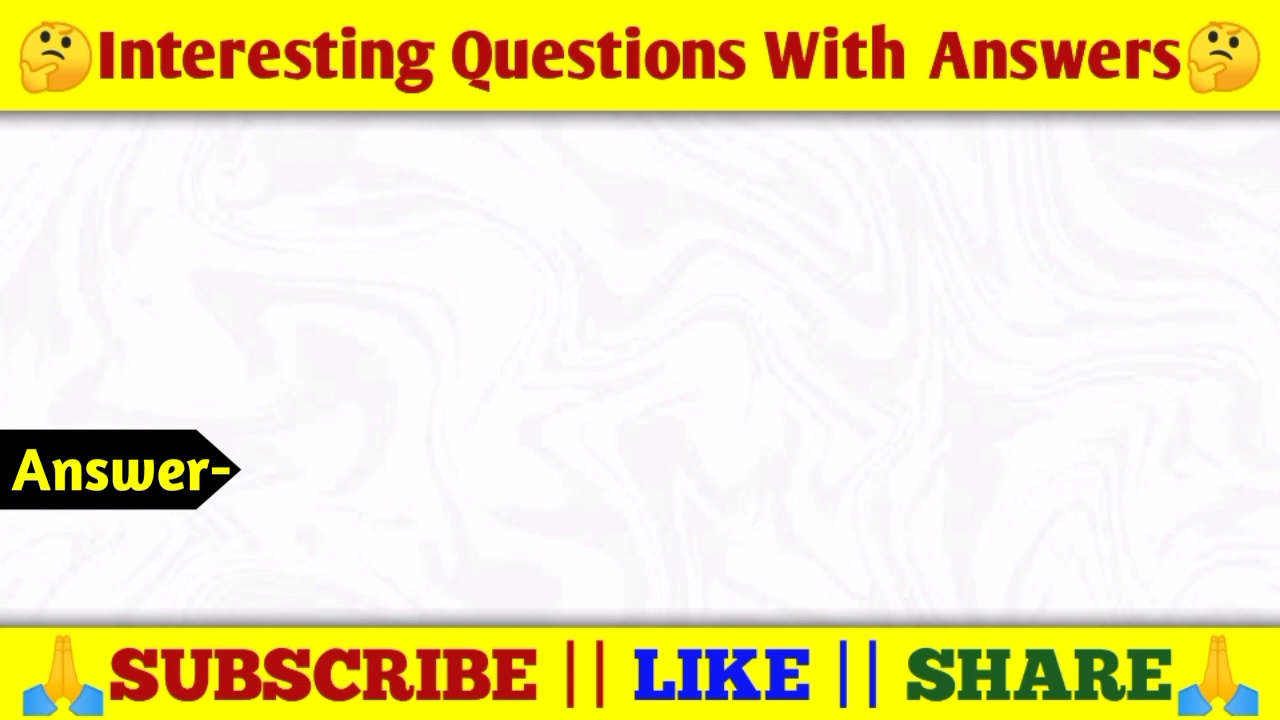 🤔Interesting Questions With Answers🤔
Answer-
🙏SUBSCRIBE || LIKE || SHARE🙏